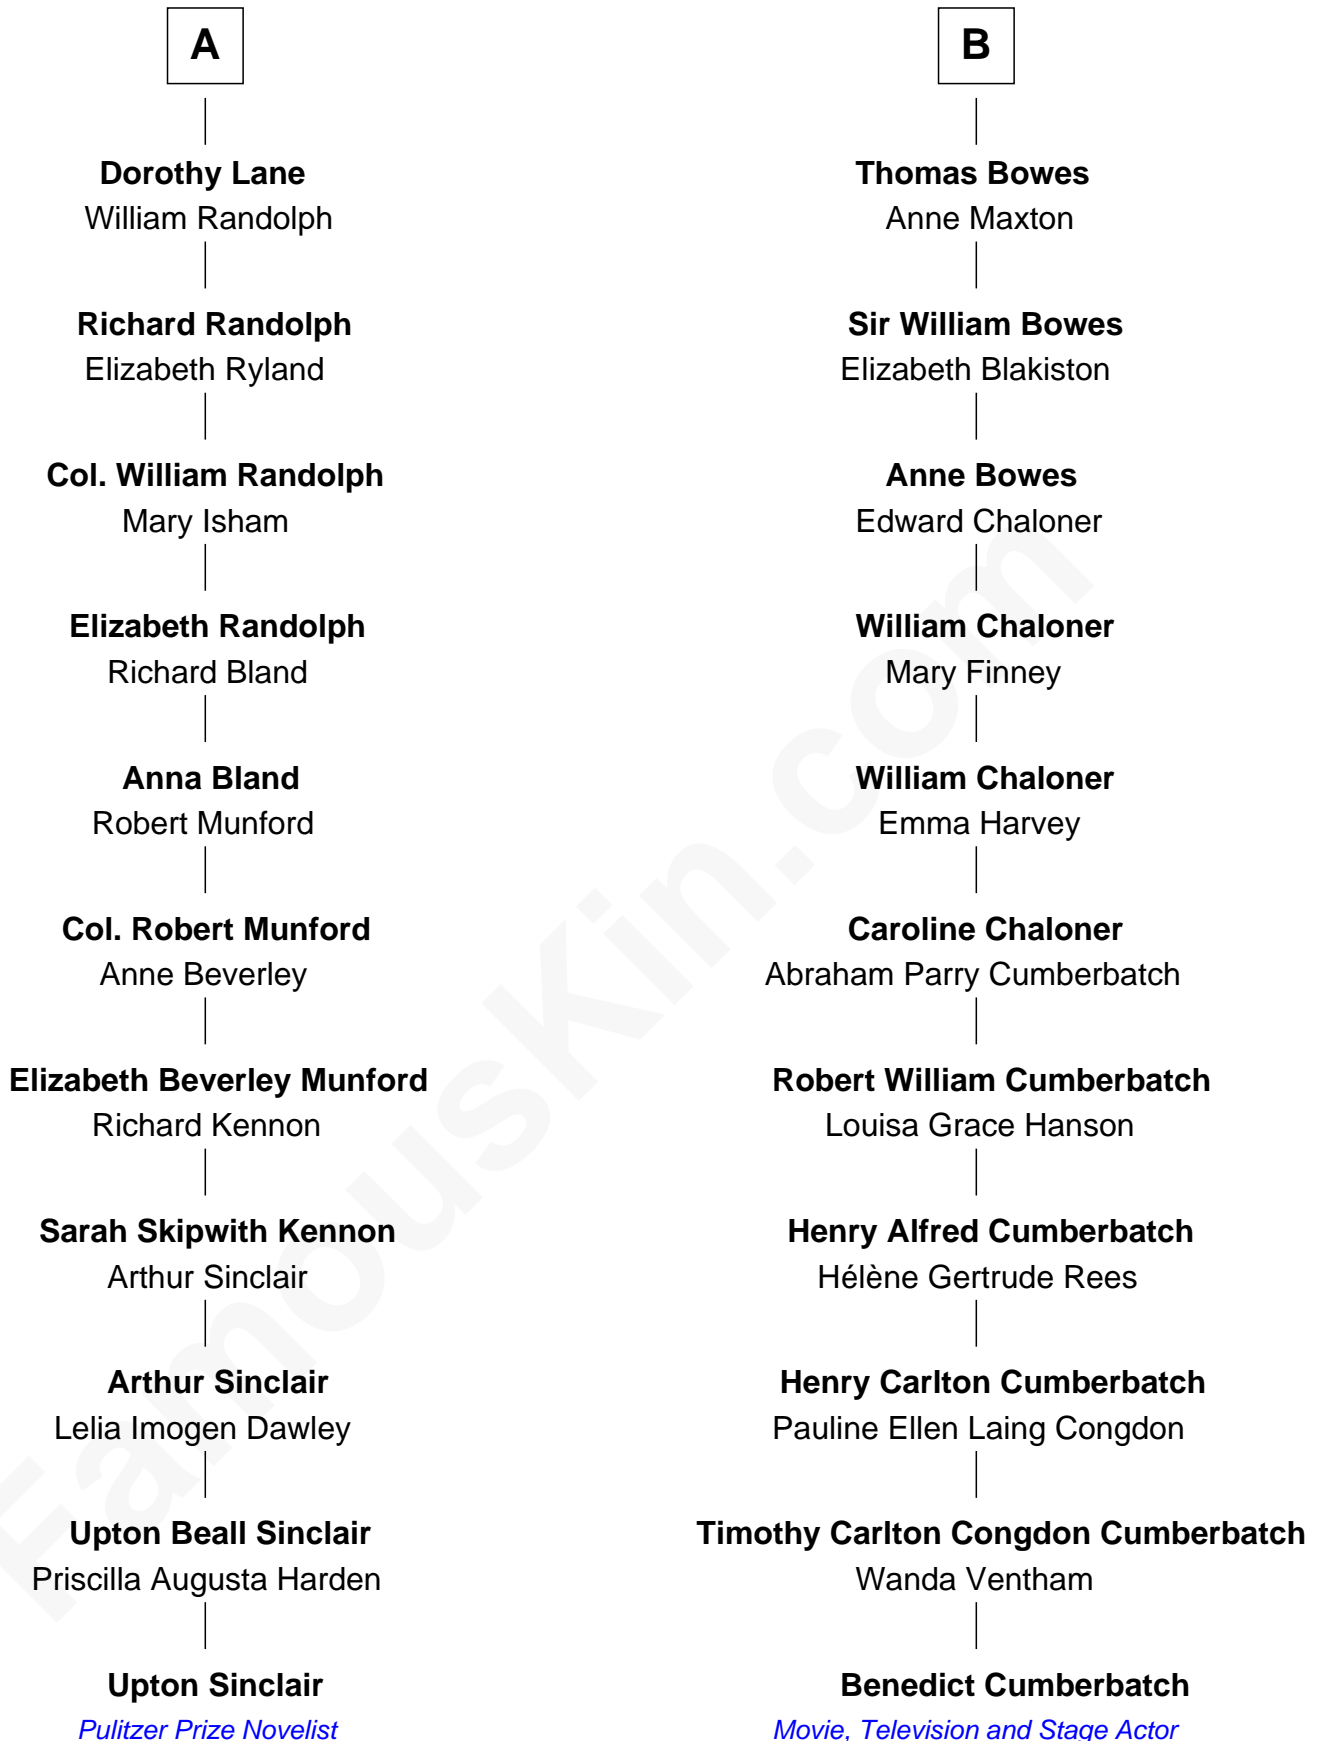 A
Dorothy Lane
William Randolph
Richard Randolph
Elizabeth Ryland
Col. William Randolph
Mary Isham
Elizabeth Randolph
Richard Bland
Anna Bland
Robert Munford
Col. Robert Munford
Anne Beverley
Elizabeth Beverley Munford
Richard Kennon
Sarah Skipwith Kennon
Arthur Sinclair
Arthur Sinclair
Lelia Imogen Dawley
Upton Beall Sinclair
Priscilla Augusta Harden
Upton Sinclair
Pulitzer Prize Novelist
B
Thomas Bowes
Anne Maxton
Sir William Bowes
Elizabeth Blakiston
Anne Bowes
Edward Chaloner
William Chaloner
Mary Finney
William Chaloner
Emma Harvey
Caroline Chaloner
Abraham Parry Cumberbatch
Robert William Cumberbatch
Louisa Grace Hanson
Henry Alfred Cumberbatch
Hélène Gertrude Rees
Henry Carlton Cumberbatch
Pauline Ellen Laing Congdon
Timothy Carlton Congdon Cumberbatch
Wanda Ventham
Benedict Cumberbatch
Movie, Television and Stage Actor
FamousKin.com